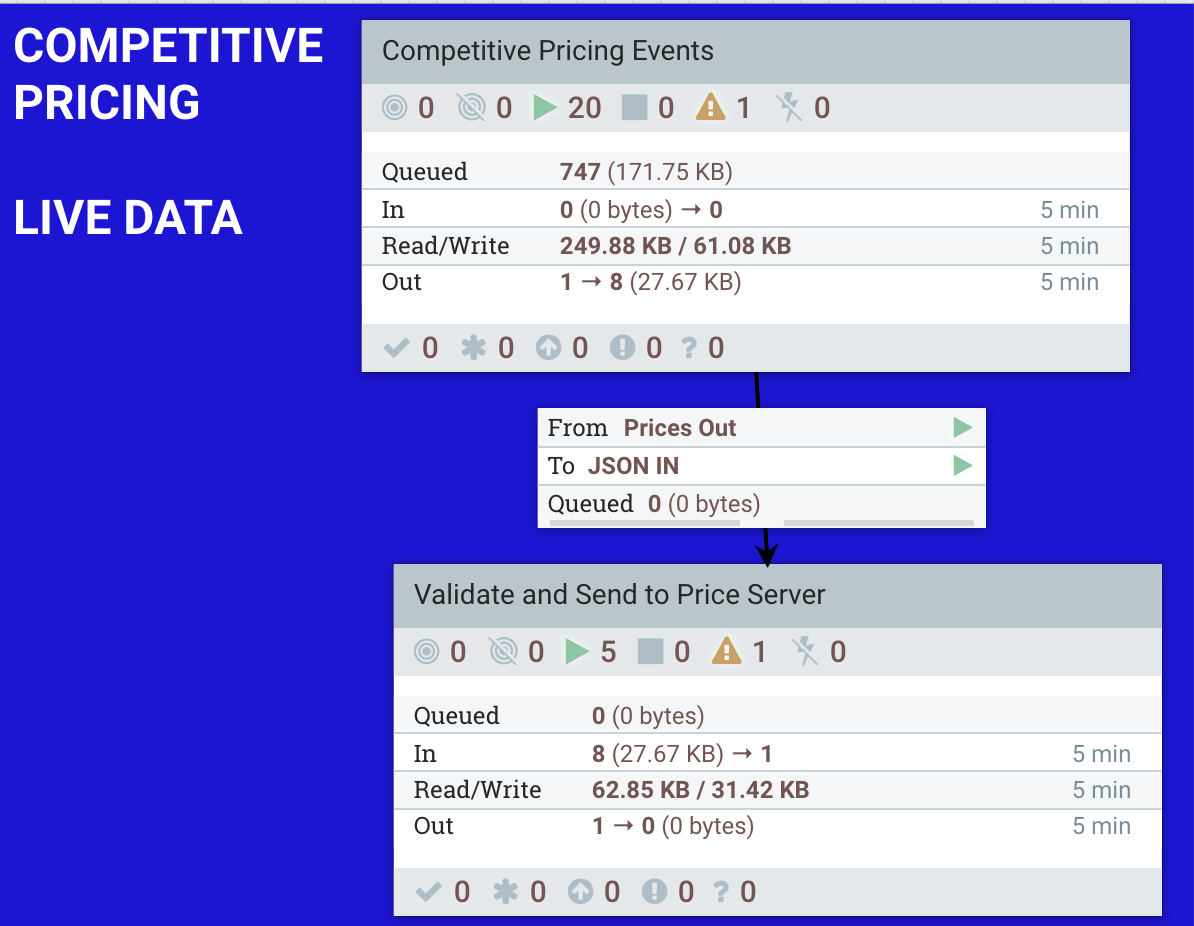 COMPETITIVE
PRICING
LIVE DATA
Competitive Pricing Events
0 0 20 0 1 0
Queued 747 (171.75 KB)
In 0 (0 bytes) → 0 5 min
Read/Write 249.88 KB / 61.08 KB 5 min
Out 1 → 8 (27.67 KB) 5 min
0 0 0 0 ? 0
From Prices Out
To JSON IN
Queued 0 (0 bytes)
Validate and Send to Price Server
0 0 5 0 1 0
Queued 0 (0 bytes)
In 8 (27.67 KB) → 1 5 min
Read/Write 62.85 KB / 31.42 KB 5 min
Out 1 → 0 (0 bytes) 5 min
0 0 0 0 ? 0